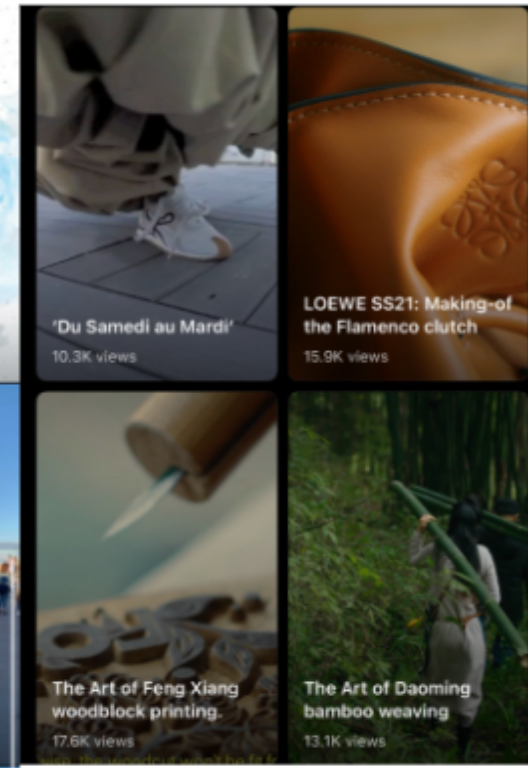 'Du Samedi au Mardi'
10.3K views
LOEWE SS21: Making-of
the Flamenco clutch
15.9K views
The Art of Feng Xiang
woodblock printing.
17.6K views
The Art of Daoming
bamboo weaving
13.1K views